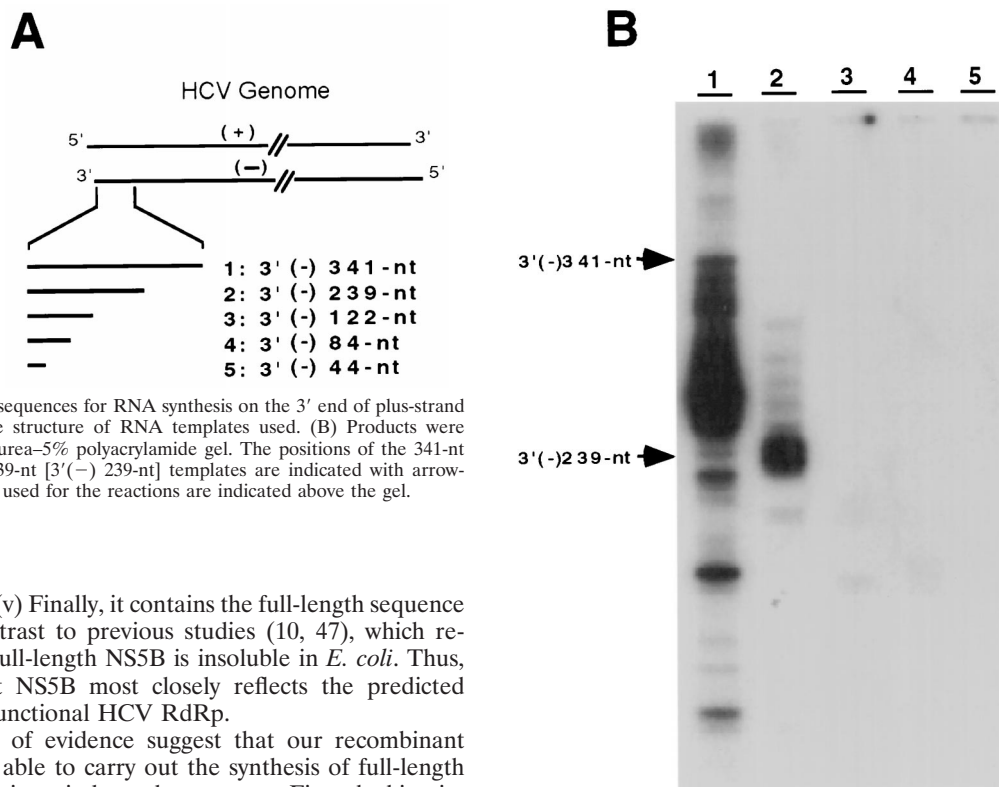 A
HCV Genome
5' (+) 3'
3' (−) 5'
1: 3' (-) 341-nt
2: 3' (-) 239-nt
3: 3' (-) 122-nt
4: 3' (-) 84-nt
5: 3' (-) 44-nt
sequences for RNA synthesis on the 3′ end of plus-strand
structure of RNA templates used. (B) Products were
urea–5% polyacrylamide gel. The positions of the 341-nt
39-nt [3′(−) 239-nt] templates are indicated with arrow-
used for the reactions are indicated above the gel.
(v) Finally, it contains the full-length sequence
trast to previous studies (10, 47), which re-
full-length NS5B is insoluble in E. coli. Thus,
t NS5B most closely reflects the predicted
unctional HCV RdRp.
of evidence suggest that our recombinant
able to carry out the synthesis of full-length
B
1 2 3 4 5
3'(-)341-nt
3'(-)239-nt